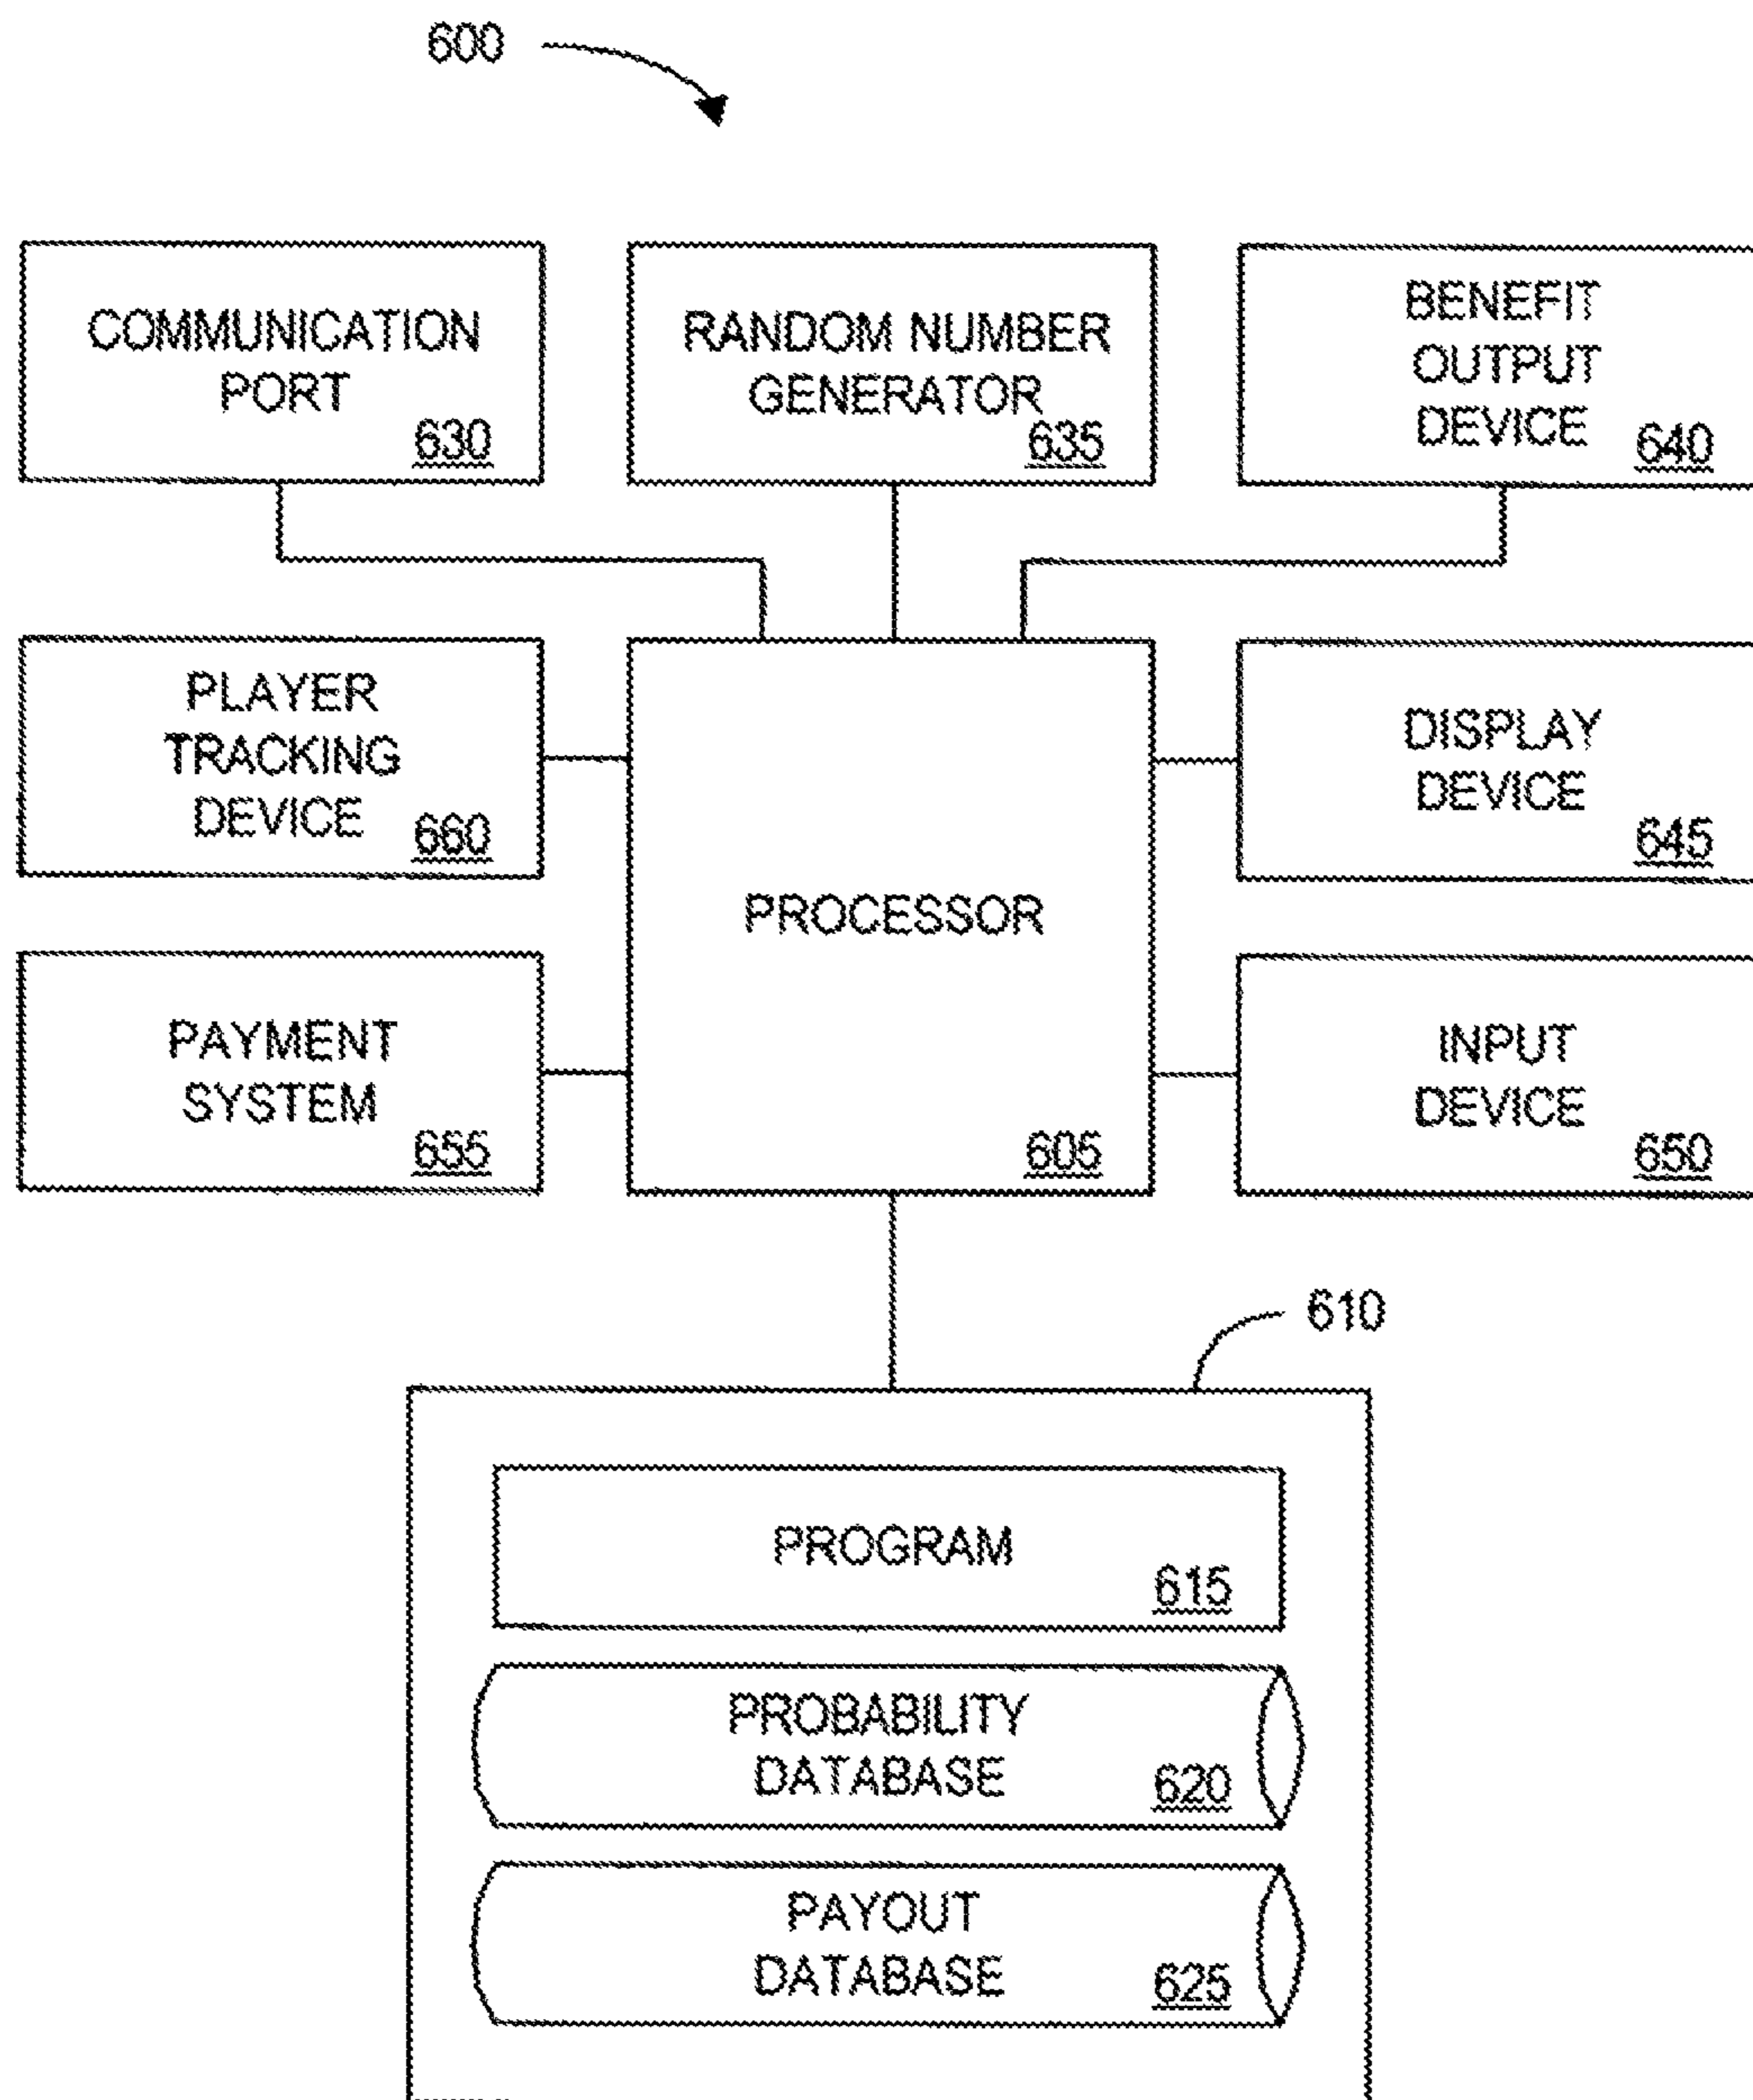 600
COMMUNICATION
PORT
630
RANDOM NUMBER
GENERATOR
635
BENEFIT
OUTPUT
DEVICE
640
PLAYER
TRACKING
DEVICE
660
PROCESSOR
605
DISPLAY
DEVICE
645
PAYMENT
SYSTEM
655
INPUT
DEVICE
650
610
PROGRAM
615
PROBABILITY
DATABASE
620
PAYOUT
DATABASE
625